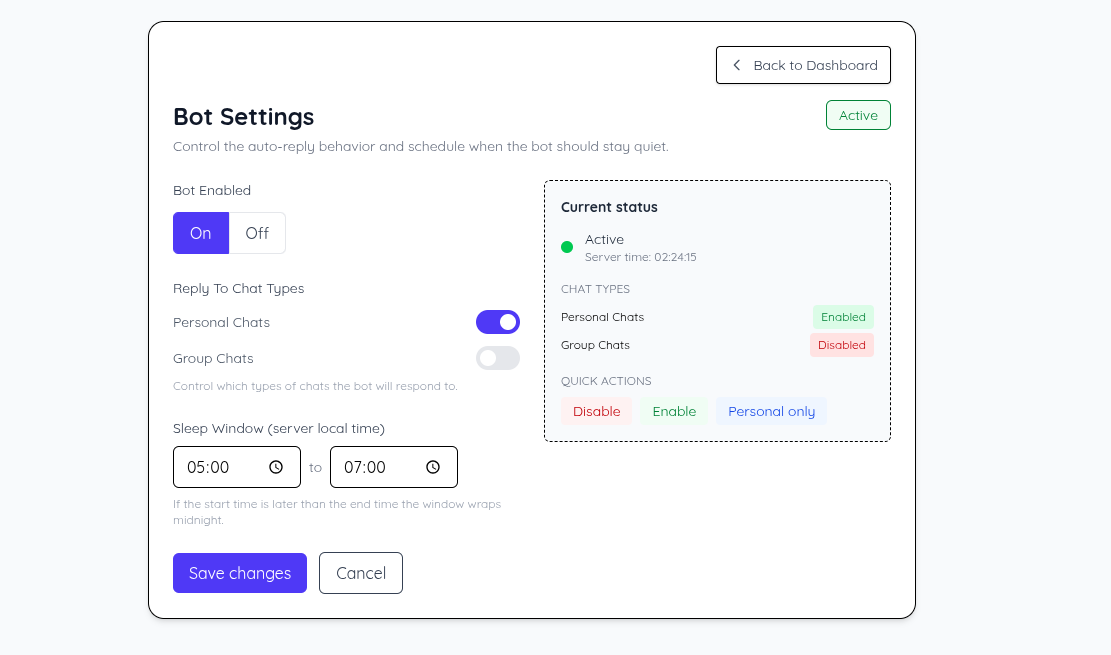 Back to Dashboard
Bot Settings
Active
Control the auto-reply behavior and schedule when the bot should stay quiet.
Bot Enabled
On Off
Reply To Chat Types
Personal Chats
Group Chats
Control which types of chats the bot will respond to.
Sleep Window (server local time)
05:00 to 07:00
If the start time is later than the end time the window wraps
midnight.
Save changes Cancel
Current status
Active
Server time: 02:24:15
CHAT TYPES
Personal Chats Enabled
Group Chats Disabled
QUICK ACTIONS
Disable Enable Personal only